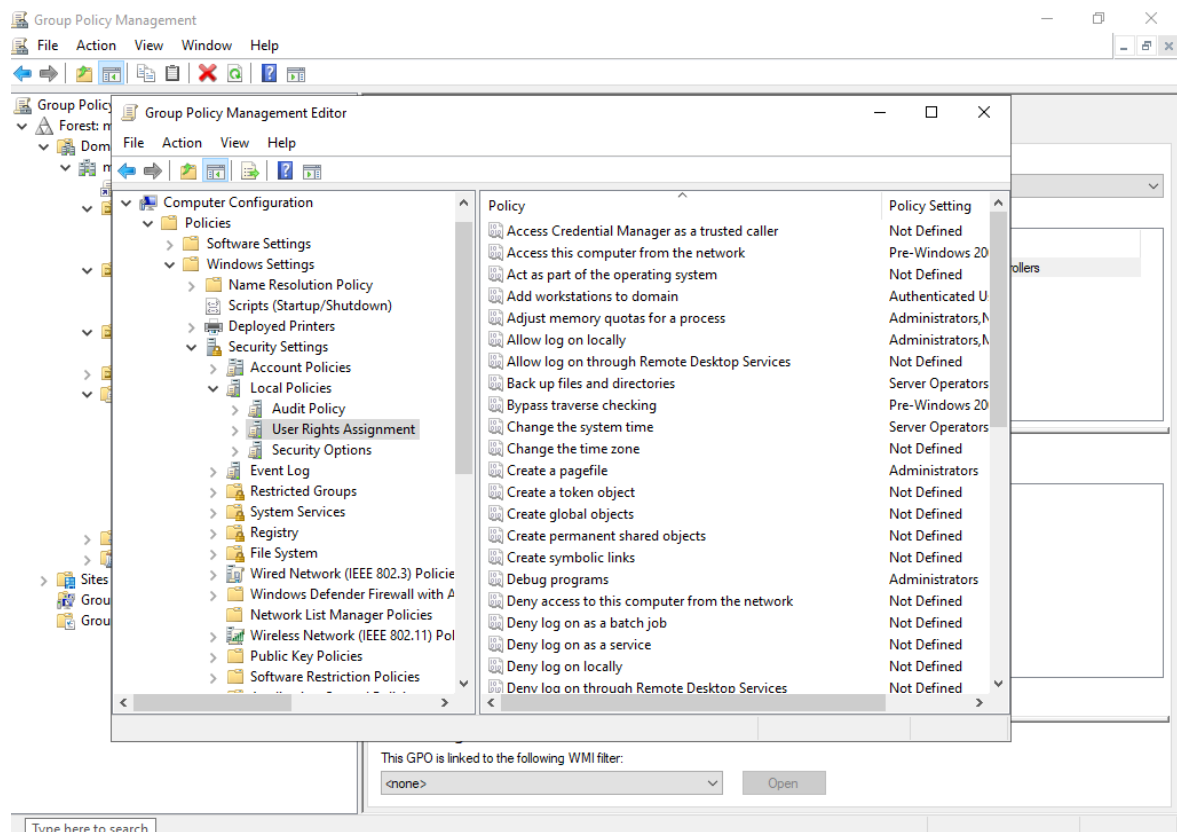 Group Policy Management
File Action View Window Help
Group Policy
Forest: m
Dom
m
Group Policy Management Editor
File Action View Help
Computer Configuration
Policies
Software Settings
Windows Settings
Name Resolution Policy
Scripts (Startup/Shutdown)
Deployed Printers
Security Settings
Account Policies
Local Policies
Audit Policy
User Rights Assignment
Security Options
Event Log
Restricted Groups
System Services
Registry
File System
Wired Network (IEEE 802.3) Policie
Windows Defender Firewall with A
Network List Manager Policies
Wireless Network (IEEE 802.11) Pol
Public Key Policies
Software Restriction Policies
Policy Policy Setting
Access Credential Manager as a trusted caller Not Defined
Access this computer from the network Pre-Windows 20
Act as part of the operating system Not Defined
Add workstations to domain Authenticated U
Adjust memory quotas for a process Administrators,N
Allow log on locally Administrators,N
Allow log on through Remote Desktop Services Not Defined
Back up files and directories Server Operators
Bypass traverse checking Pre-Windows 20
Change the system time Server Operators
Change the time zone Not Defined
Create a pagefile Administrators
Create a token object Not Defined
Create global objects Not Defined
Create permanent shared objects Not Defined
Create symbolic links Not Defined
Debug programs Administrators
Deny access to this computer from the network Not Defined
Deny log on as a batch job Not Defined
Deny log on as a service Not Defined
Deny log on locally Not Defined
Deny log on through Remote Desktop Services Not Defined
rollers
Sites
Grou
Grou
This GPO is linked to the following WMI filter:
<none> Open
Type here to search